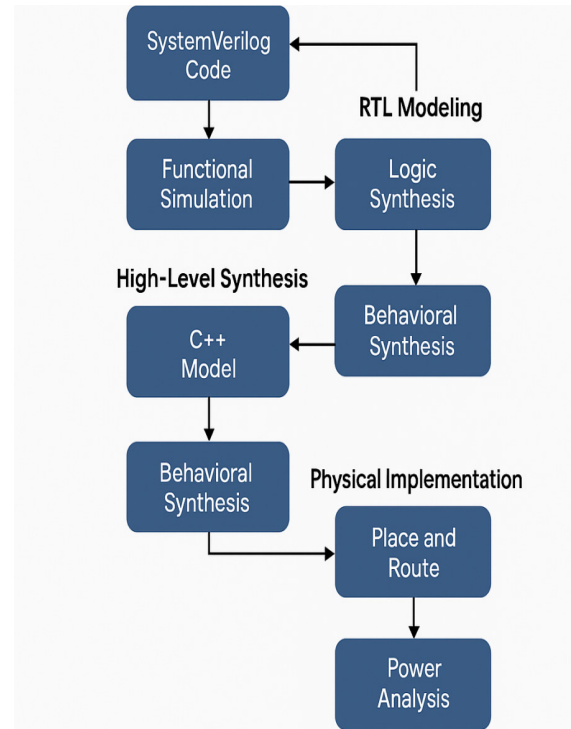 SystemVerilog
Code
RTL Modeling
Functional
Simulation
Logic
Synthesis
High-Level Synthesis
Behavioral
Synthesis
C++
Model
Behavioral
Synthesis
Physical Implementation
Place and
Route
Power
Analysis